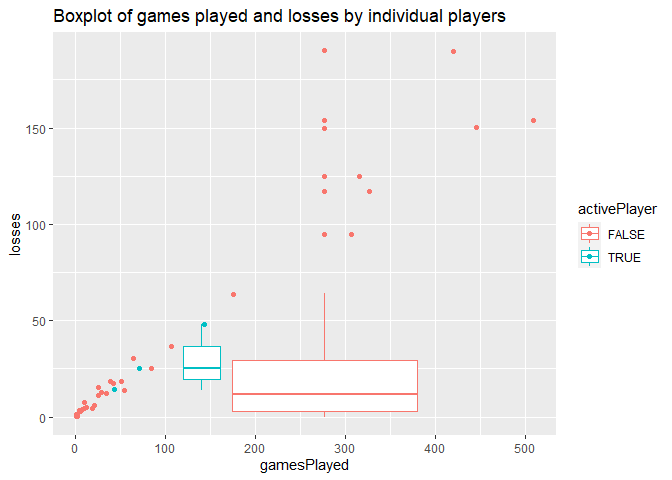 Boxplot of games played and losses by individual players
losses
150
100
50
0
0 100 200 300 400 500
gamesPlayed
activePlayer
FALSE
TRUE